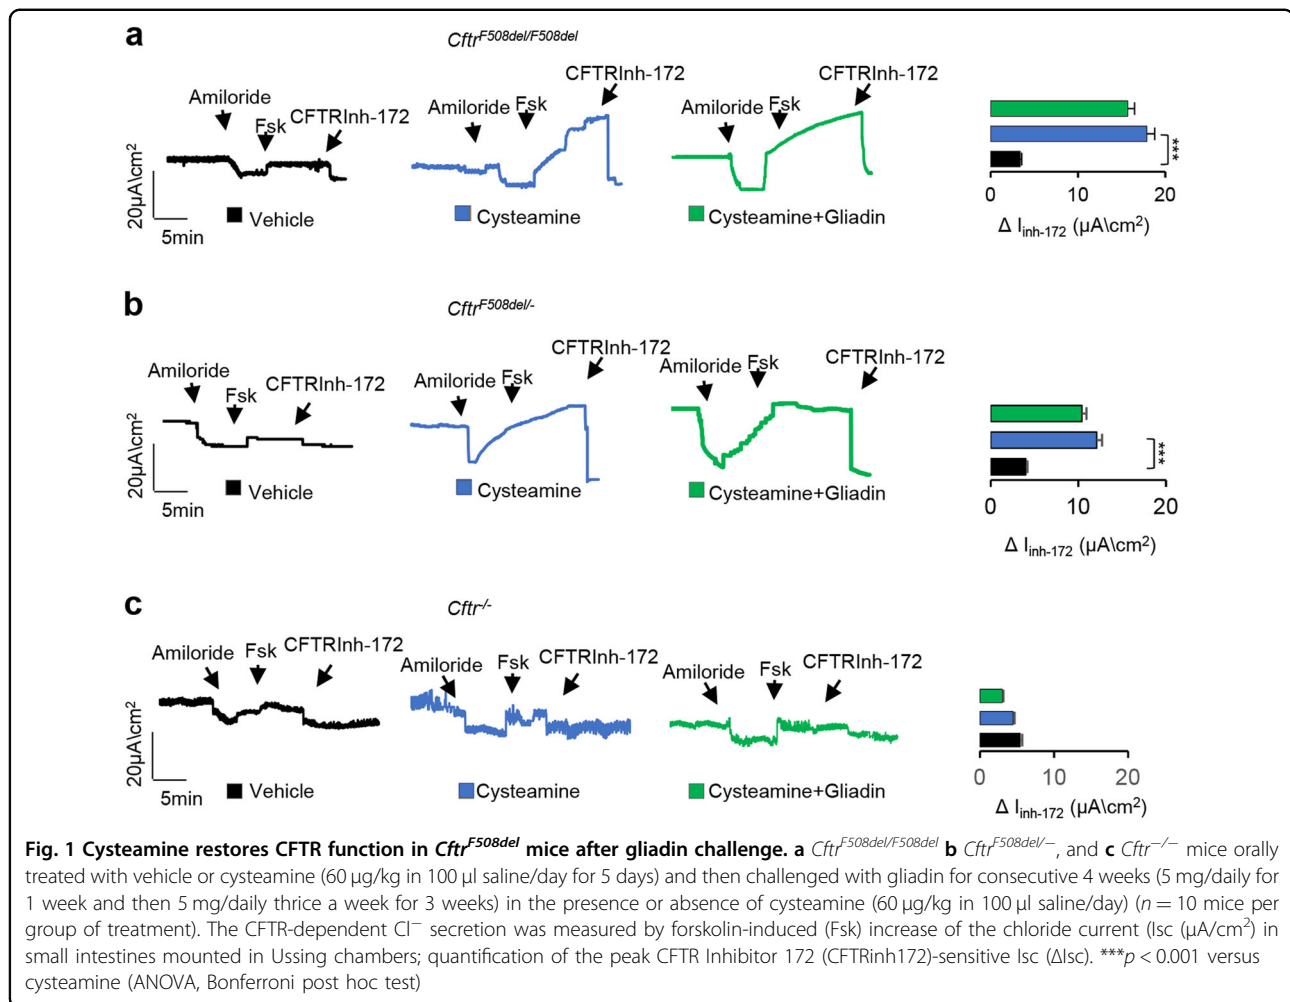 a
Cftr^F508del/F508del
Amiloride
Fsk
CFTRInh-172
20µA\cm²
5min
Vehicle
Amiloride
Fsk
CFTRInh-172
Cysteamine
Amiloride
Fsk
CFTRInh-172
Cysteamine+Gliadin
***
0 10 20
Δ I_inh-172 (µA\cm²)
b
Cftr^F508del/-
Amiloride
Fsk
CFTRInh-172
20µA\cm²
5min
Vehicle
Amiloride
Fsk
CFTRInh-172
Cysteamine
Amiloride
Fsk
CFTRInh-172
Cysteamine+Gliadin
***
0 10 20
Δ I_inh-172 (µA\cm²)
c
Cftr^-/-
Amiloride
Fsk
CFTRInh-172
20µA\cm²
5min
Vehicle
Amiloride
Fsk
CFTRInh-172
Cysteamine
Amiloride
Fsk
CFTRInh-172
Cysteamine+Gliadin
0 10 20
Δ I_inh-172 (µA\cm²)
Fig. 1 Cysteamine restores CFTR function in Cftr^F508del mice after gliadin challenge. a Cftr^F508del/F508del b Cftr^F508del/−, and c Cftr^−/− mice orally
treated with vehicle or cysteamine (60 µg/kg in 100 µl saline/day for 5 days) and then challenged with gliadin for consecutive 4 weeks (5 mg/daily for
1 week and then 5 mg/daily thrice a week for 3 weeks) in the presence or absence of cysteamine (60 µg/kg in 100 µl saline/day) (n = 10 mice per
group of treatment). The CFTR-dependent Cl⁻ secretion was measured by forskolin-induced (Fsk) increase of the chloride current (Isc (µA/cm²) in
small intestines mounted in Ussing chambers; quantification of the peak CFTR Inhibitor 172 (CFTRinh172)-sensitive Isc (ΔIsc). ***p < 0.001 versus
cysteamine (ANOVA, Bonferroni post hoc test)